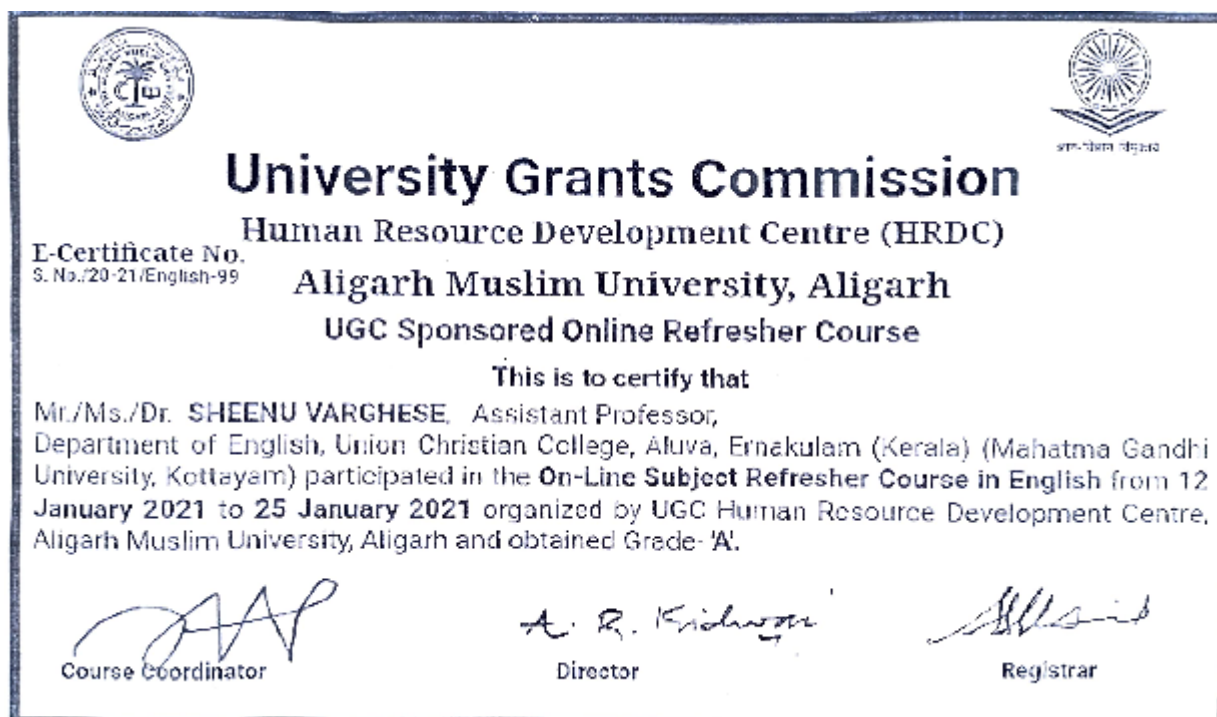 University Grants Commission
Human Resource Development Centre (HRDC)
E-Certificate No.
S. No./20-21/English-99
Aligarh Muslim University, Aligarh
UGC Sponsored Online Refresher Course
This is to certify that
Mr./Ms./Dr. SHEENU VARGHESE, Assistant Professor,
Department of English, Union Christian College, Aluva, Ernakulam (Kerala) (Mahatma Gandhi
University, Kottayam) participated in the On-Line Subject Refresher Course in English from 12
January 2021 to 25 January 2021 organized by UGC Human Resource Development Centre,
Aligarh Muslim University, Aligarh and obtained Grade- 'A'.
A. R. Kidwai
Course Coordinator
Director
Registrar